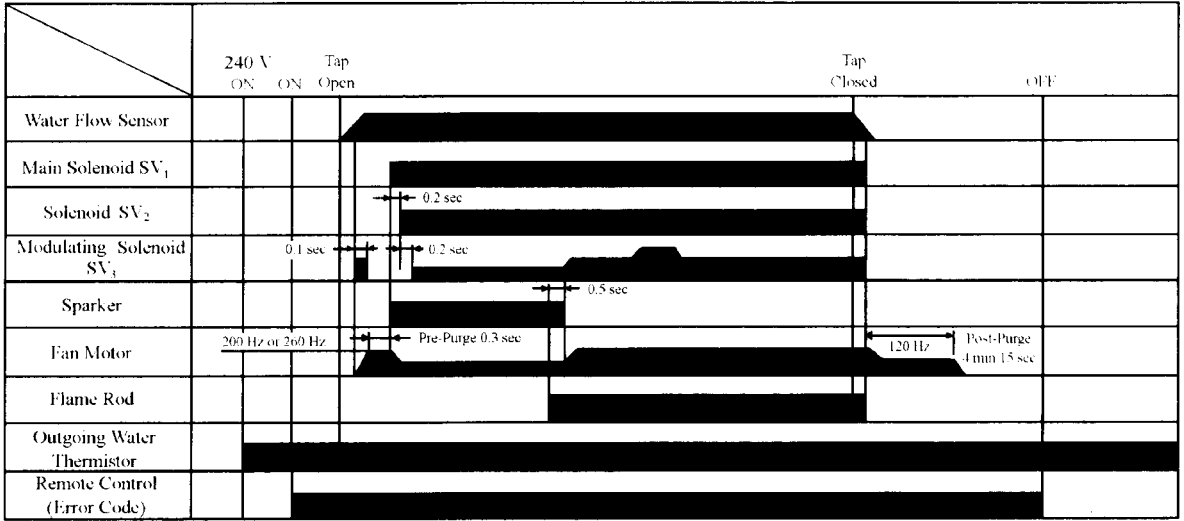 240 V
ON
ON
Tap
Open
Tap
Closed
OFF
Water Flow Sensor
Main Solenoid SV₁
0.2 sec
Solenoid SV₂
Modulating Solenoid
SV₃
0.1 sec
0.2 sec
0.5 sec
Sparker
200 Hz or 260 Hz
Pre-Purge 0.3 sec
Fan Motor
120 Hz
Post-Purge
4 min 15 sec
Flame Rod
Outgoing Water
Thermistor
Remote Control
(Error Code)